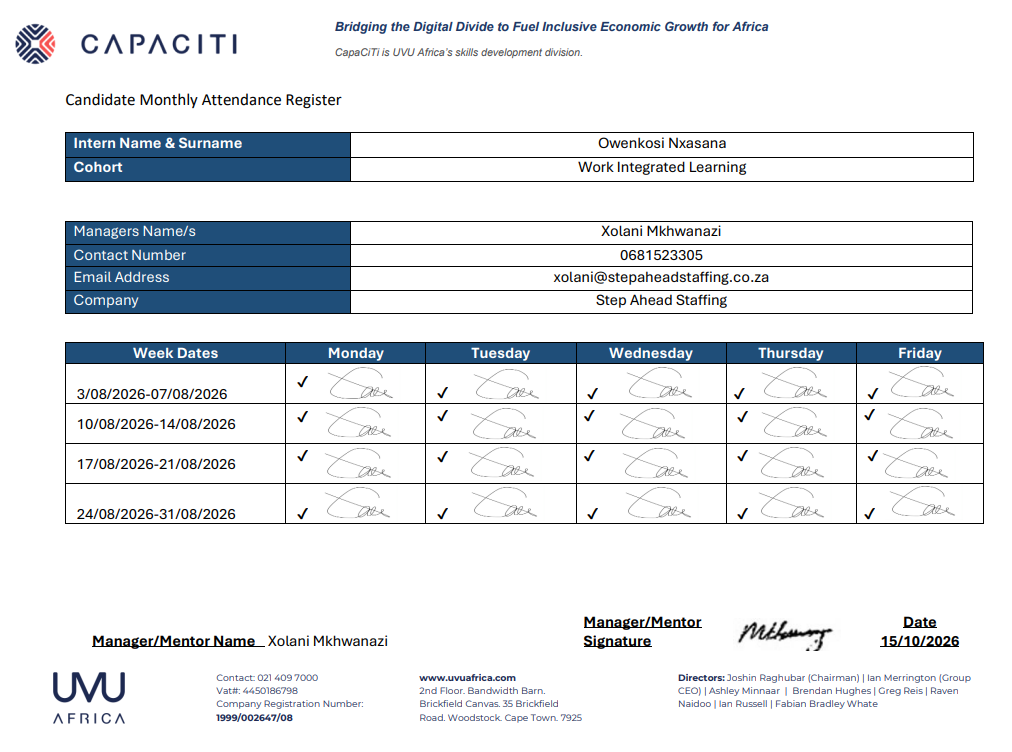 CAPACITI
Bridging the Digital Divide to Fuel Inclusive Economic Growth for Africa
CapaCiTi is UVU Africa's skills development division.
Candidate Monthly Attendance Register
Intern Name & Surname Owenkosi Nxasana
Cohort Work Integrated Learning
Managers Name/s Xolani Mkhwanazi
Contact Number 0681523305
Email Address xolani@stepaheadstaffing.co.za
Company Step Ahead Staffing
Week Dates Monday Tuesday Wednesday Thursday Friday
3/08/2026-07/08/2026 ✓ ✓ ✓ ✓ ✓
10/08/2026-14/08/2026 ✓ ✓ ✓ ✓ ✓
17/08/2026-21/08/2026 ✓ ✓ ✓ ✓ ✓
24/08/2026-31/08/2026 ✓ ✓ ✓ ✓ ✓
Manager/Mentor Name Xolani Mkhwanazi
Manager/Mentor
Signature
Date
15/10/2026
UVU
AFRICA
Contact: 021 409 7000
Vat#: 4450186798
Company Registration Number:
1999/002647/08
www.uvuafrica.com
2nd Floor. Bandwidth Barn.
Brickfield Canvas. 35 Brickfield
Road. Woodstock. Cape Town. 7925
Directors: Joshin Raghubar (Chairman) | Ian Merrington (Group
CEO) | Ashley Minnaar | Brendan Hughes | Greg Reis | Raven
Naidoo | Ian Russell | Fabian Bradley Whate